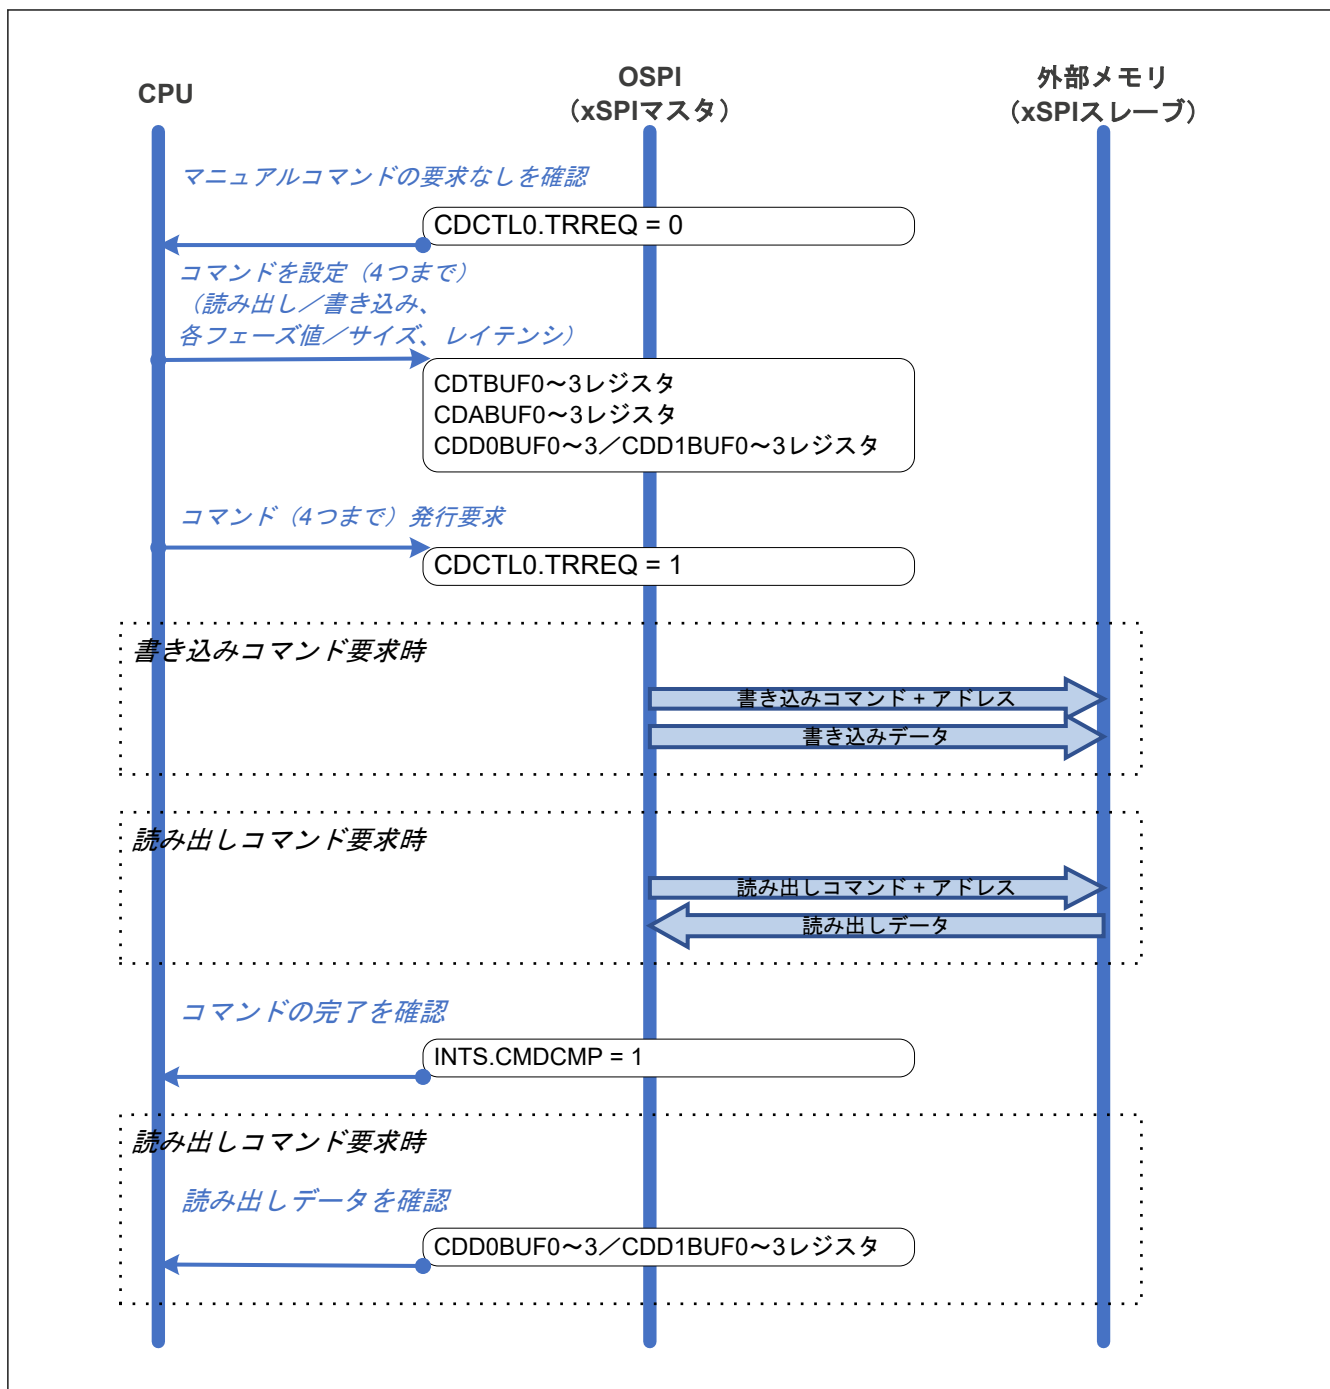 CPU
OSPI
（xSPIマスタ）
外部メモリ
（xSPIスレーブ）
マニュアルコマンドの要求なしを確認
CDCTL0.TRREQ = 0
コマンドを設定（4つまで）
（読み出し／書き込み、
各フェーズ値／サイズ、レイテンシ）
CDTBUF0～3レジスタ
CDABUF0～3レジスタ
CDD0BUF0～3／CDD1BUF0～3レジスタ
コマンド（4つまで）発行要求
CDCTL0.TRREQ = 1
書き込みコマンド要求時
書き込みコマンド + アドレス
書き込みデータ
読み出しコマンド要求時
読み出しコマンド + アドレス
読み出しデータ
コマンドの完了を確認
INTS.CMDCMP = 1
読み出しコマンド要求時
読み出しデータを確認
CDD0BUF0～3／CDD1BUF0～3レジスタ